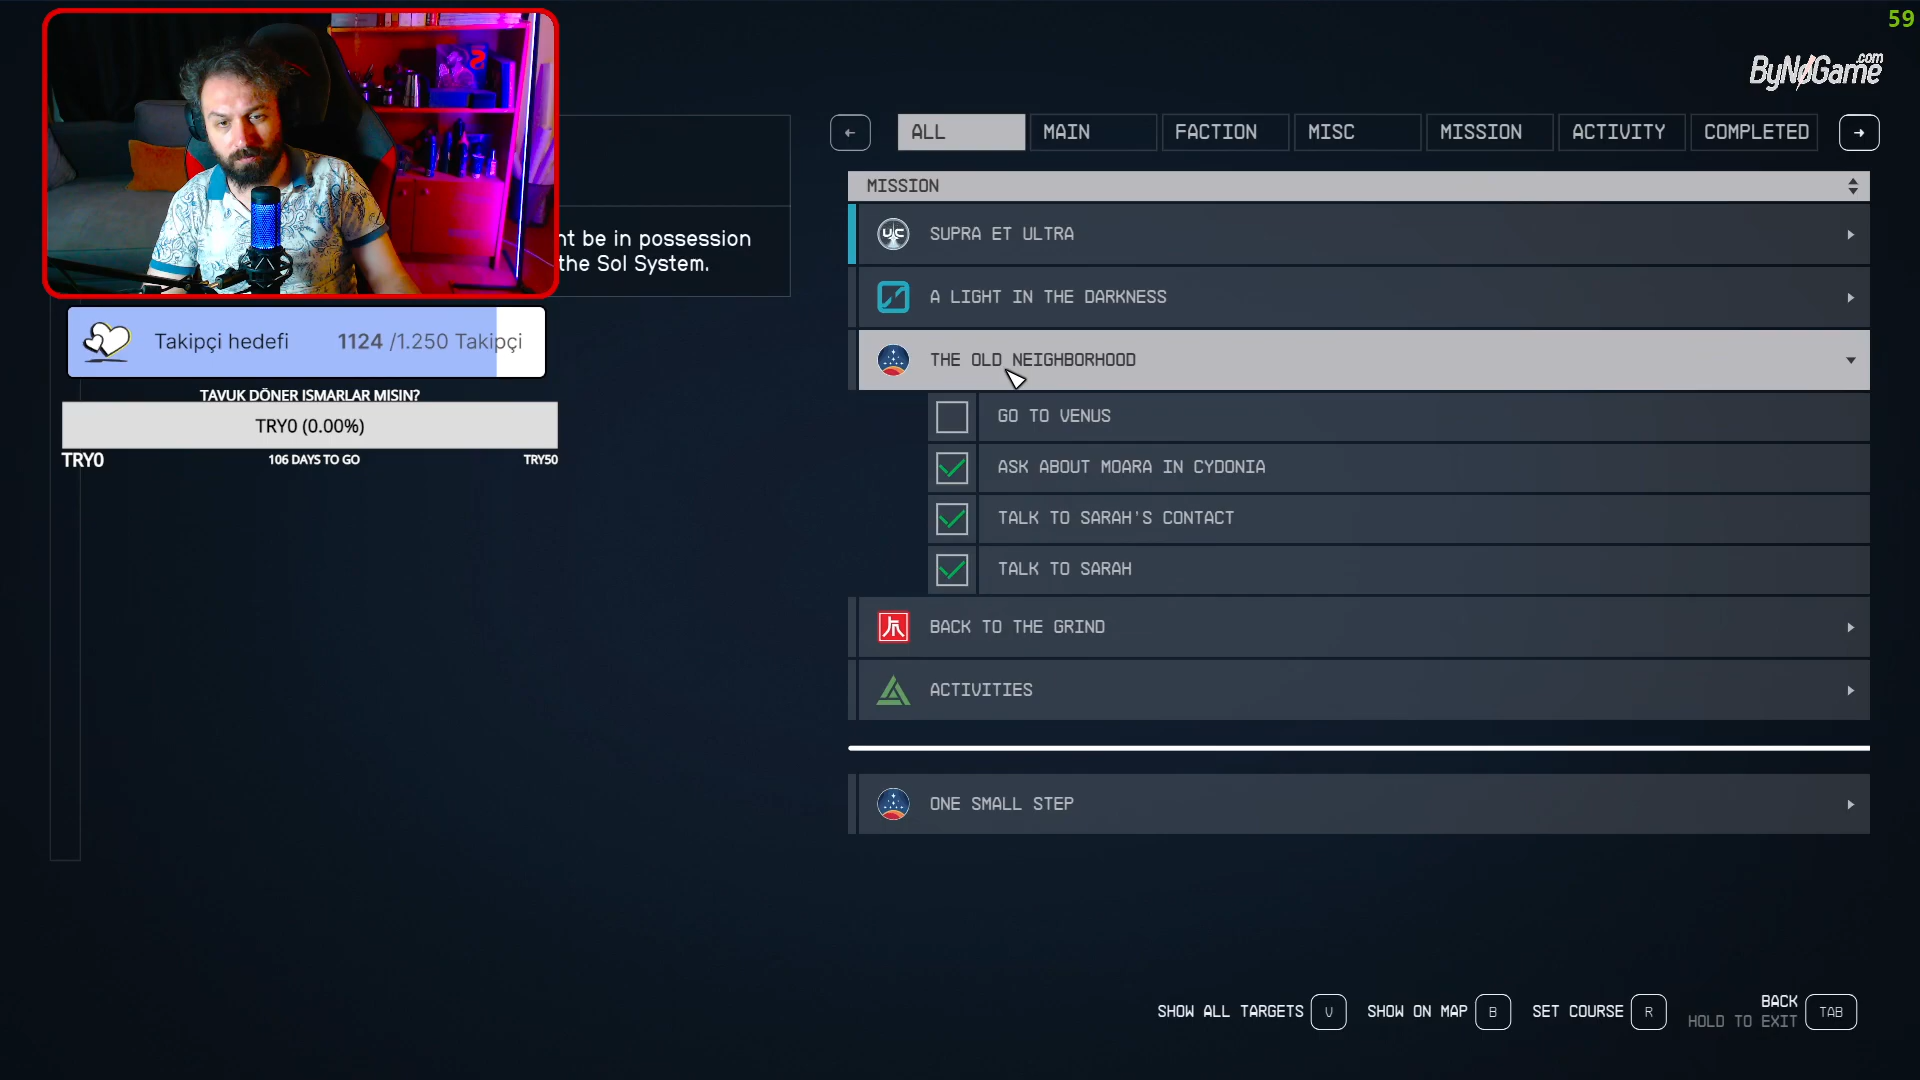 59
ByNoGame.com
ALL
MAIN
FACTION
MISC
MISSION
ACTIVITY
COMPLETED
MISSION
SUPRA ET ULTRA
A LIGHT IN THE DARKNESS
THE OLD NEIGHBORHOOD
GO TO VENUS
ASK ABOUT MOARA IN CYDONIA
TALK TO SARAH'S CONTACT
TALK TO SARAH
BACK TO THE GRIND
ACTIVITIES
ONE SMALL STEP
be in possession
the Sol System.
Takipçi hedefi 1124 /1.250 Takipçi
TAVUK DÖNER ISMARLAR MISIN?
TRY0 (0.00%)
TRY0 106 DAYS TO GO TRY50
SHOW ALL TARGETS V SHOW ON MAP B SET COURSE R BACK TAB
HOLD TO EXIT